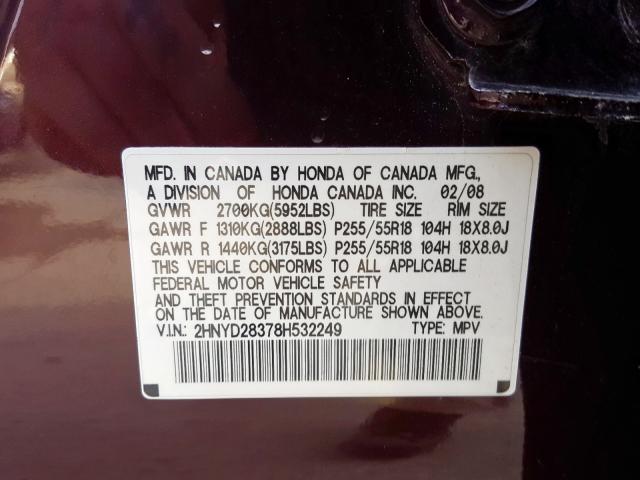 MFD. IN CANADA BY HONDA OF CANADA MFG.,
A DIVISION OF HONDA CANADA INC. 02/08
GVWR 2700KG(5952LBS) TIRE SIZE RIM SIZE
GAWR F 1310KG(2888LBS) P255/55R18 104H 18X8.0J
GAWR R 1440KG(3175LBS) P255/55R18 104H 18X8.0J
THIS VEHICLE CONFORMS TO ALL APPLICABLE
FEDERAL MOTOR VEHICLE SAFETY
AND THEFT PREVENTION STANDARDS IN EFFECT
ON THE DATE OF MANUFACTURE SHOWN ABOVE.
V.I.N.: 2HNYD28378H532249 TYPE: MPV